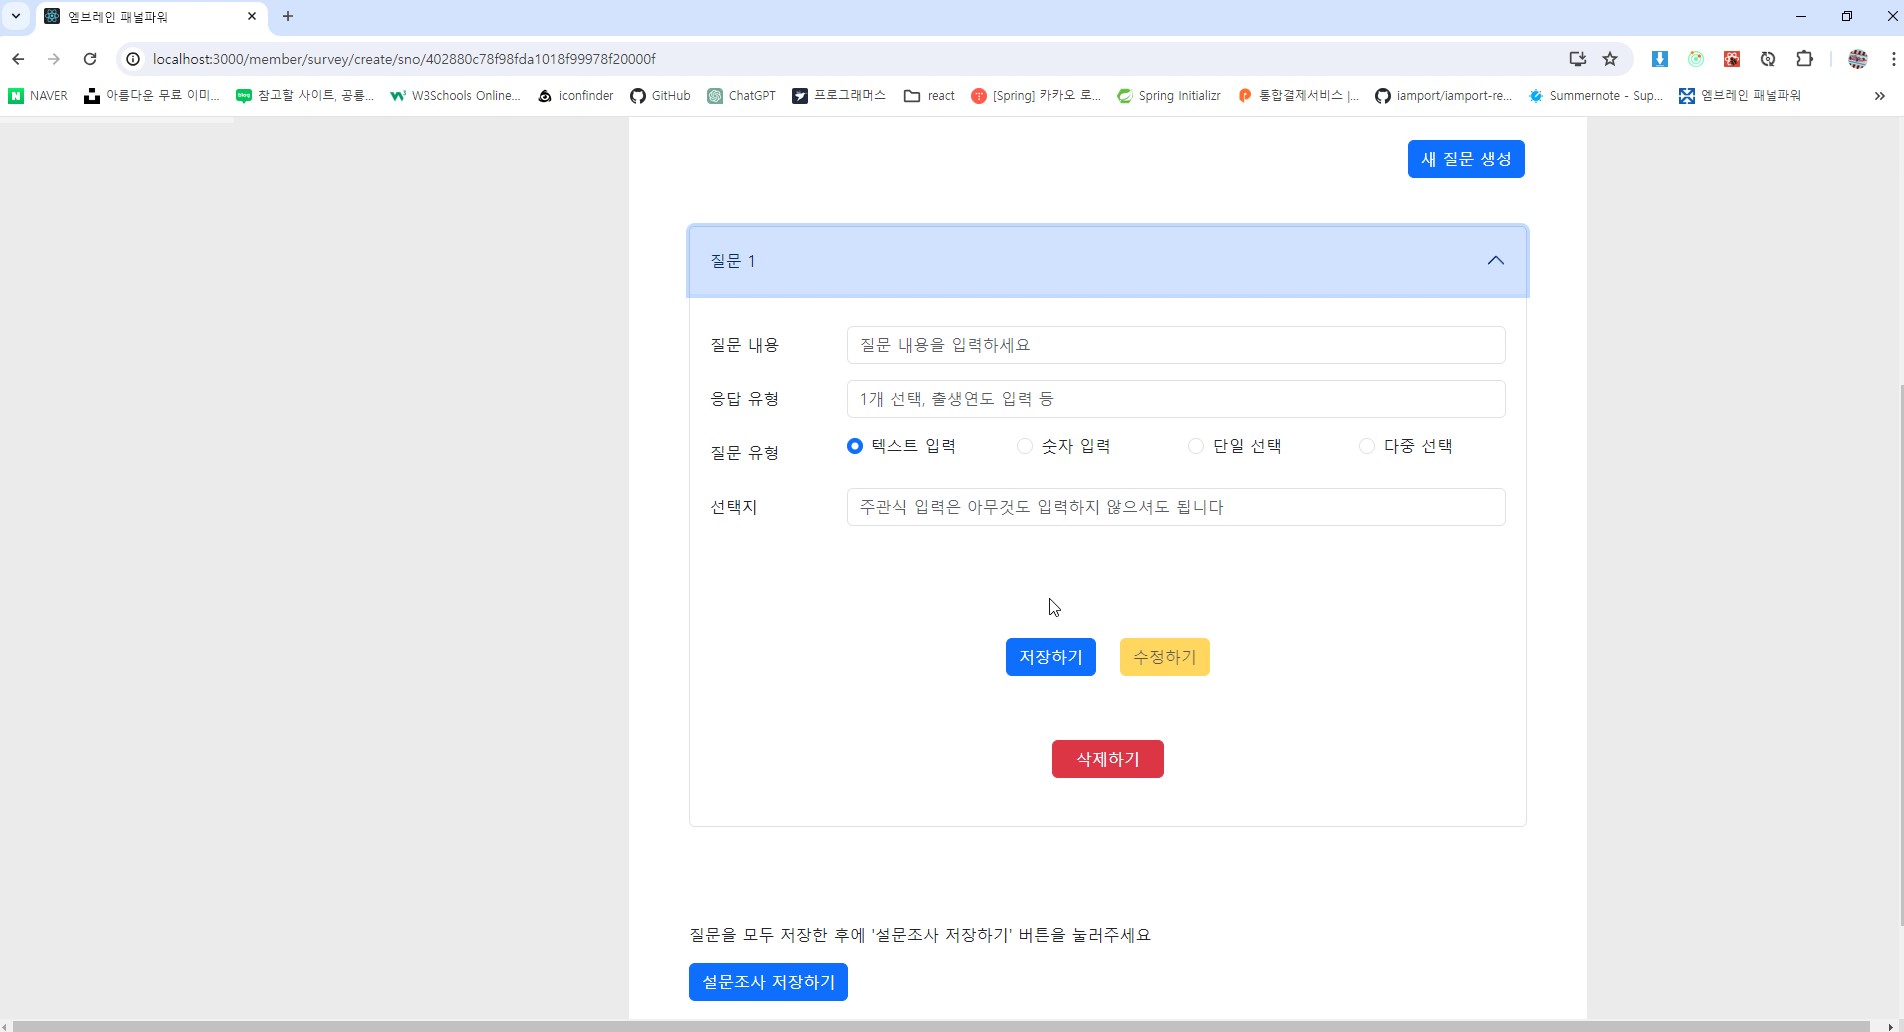 엠브레인 패널파워
localhost:3000/member/survey/create/sno/402880c78f98fda1018f99978f20000f
NAVER 아름다운 무료 이미... 참고할 사이트, 공룡... W3Schools Online... iconfinder GitHub ChatGPT 프로그래머스 react [Spring] 카카오 로... Spring Initializr 통합결제서비스 |... iamport/iamport-re... Summernote - Sup... 엠브레인 패널파워
새 질문 생성
질문 1
질문 내용 질문 내용을 입력하세요
응답 유형 1개 선택, 출생연도 입력 등
질문 유형 텍스트 입력 숫자 입력 단일 선택 다중 선택
선택지 주관식 입력은 아무것도 입력하지 않으셔도 됩니다
저장하기 수정하기
삭제하기
질문을 모두 저장한 후에 '설문조사 저장하기' 버튼을 눌러주세요
설문조사 저장하기